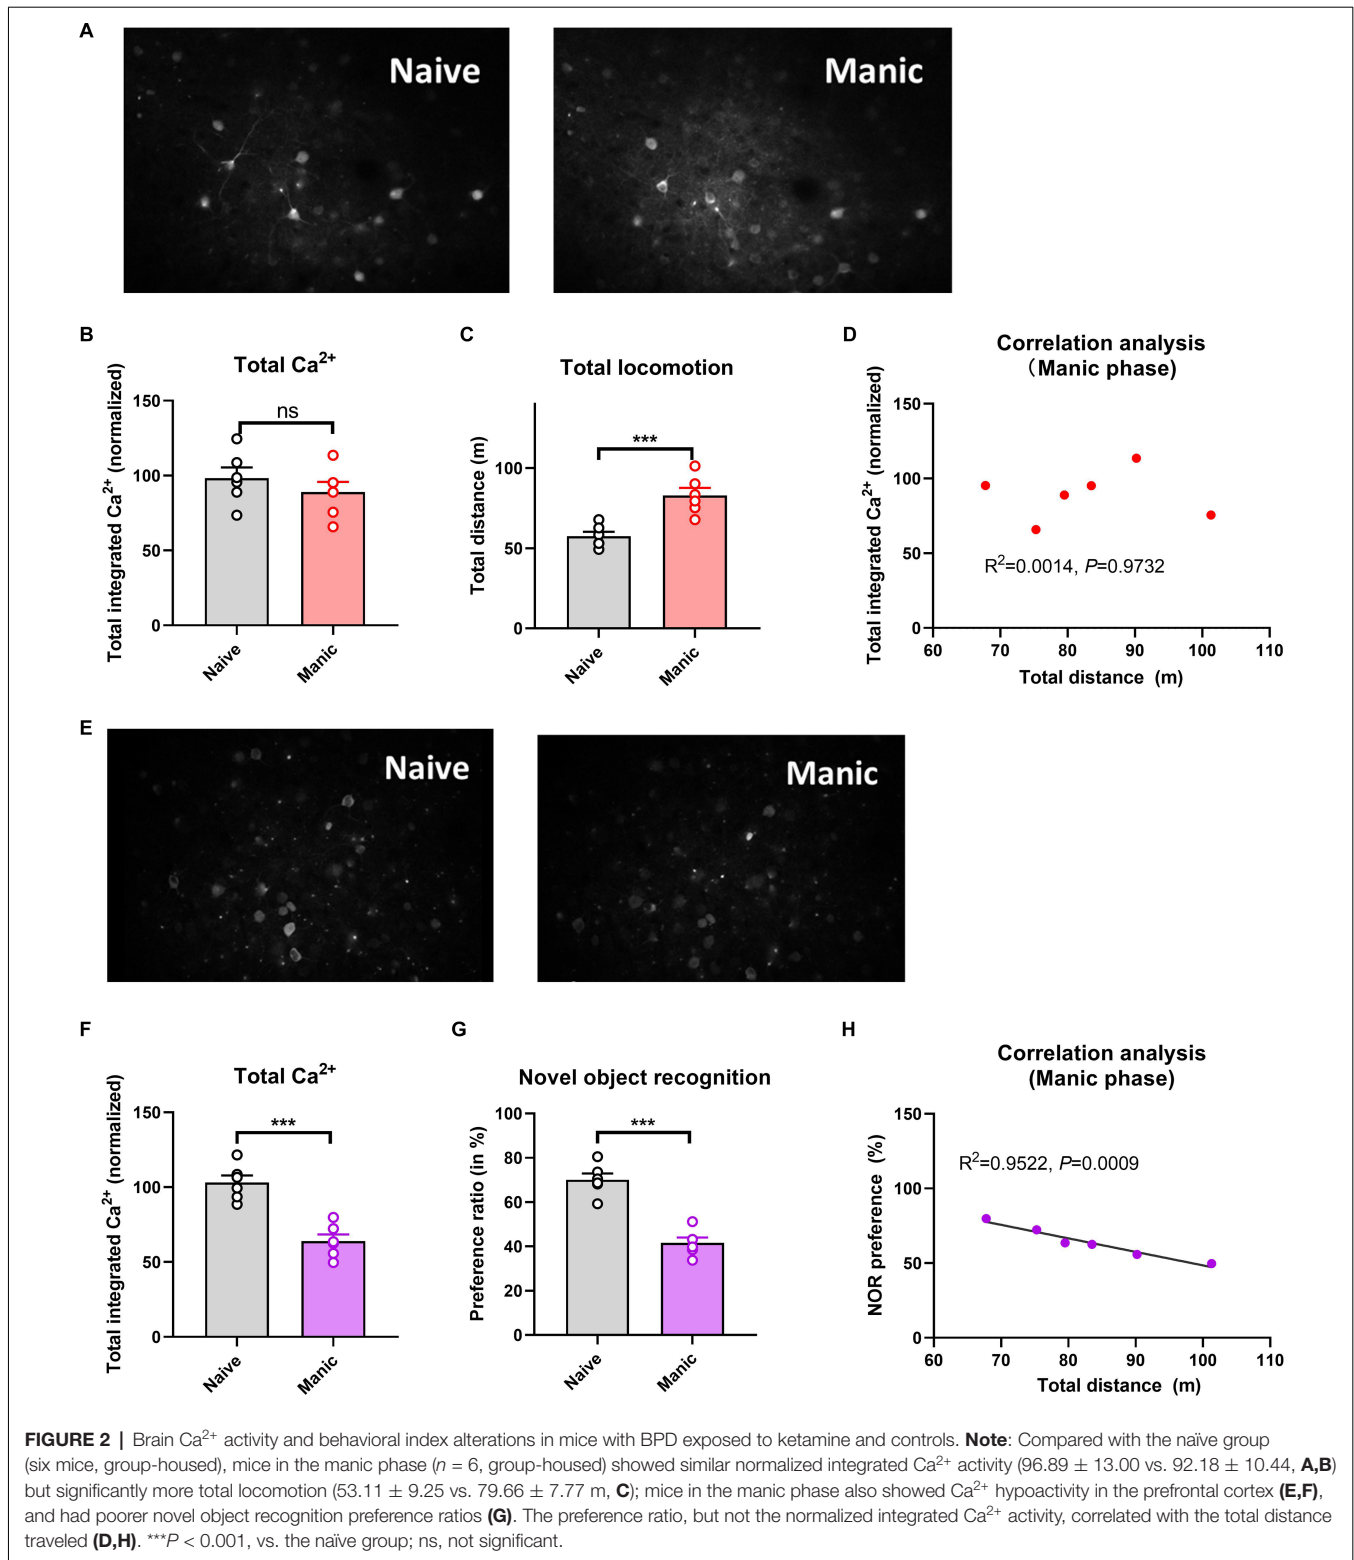 A
Naive
Manic
B
Total Ca2+
Total integrated Ca2+ (normalized)
150
100
50
0
ns
Naive
Manic
C
Total locomotion
Total distance (m)
100
50
0
***
Naive
Manic
D
Correlation analysis
(Manic phase)
Total integrated Ca2+ (normalized)
150
100
50
0
R2=0.0014, P=0.9732
60 70 80 90 100 110
Total distance (m)
E
Naive
Manic
F
Total Ca2+
Total integrated Ca2+ (normalized)
150
100
50
0
***
Naive
Manic
G
Novel object recognition
Preference ratio (in %)
100
80
60
40
20
0
***
Naive
Manic
H
Correlation analysis
(Manic phase)
NOR preference (%)
150
100
50
0
R2=0.9522, P=0.0009
60 70 80 90 100 110
Total distance (m)
FIGURE 2 | Brain Ca2+ activity and behavioral index alterations in mice with BPD exposed to ketamine and controls. Note: Compared with the naïve group
(six mice, group-housed), mice in the manic phase (n = 6, group-housed) showed similar normalized integrated Ca2+ activity (96.89 ± 13.00 vs. 92.18 ± 10.44, A,B)
but significantly more total locomotion (53.11 ± 9.25 vs. 79.66 ± 7.77 m, C); mice in the manic phase also showed Ca2+ hypoactivity in the prefrontal cortex (E,F),
and had poorer novel object recognition preference ratios (G). The preference ratio, but not the normalized integrated Ca2+ activity, correlated with the total distance
traveled (D,H). ***P < 0.001, vs. the naïve group; ns, not significant.